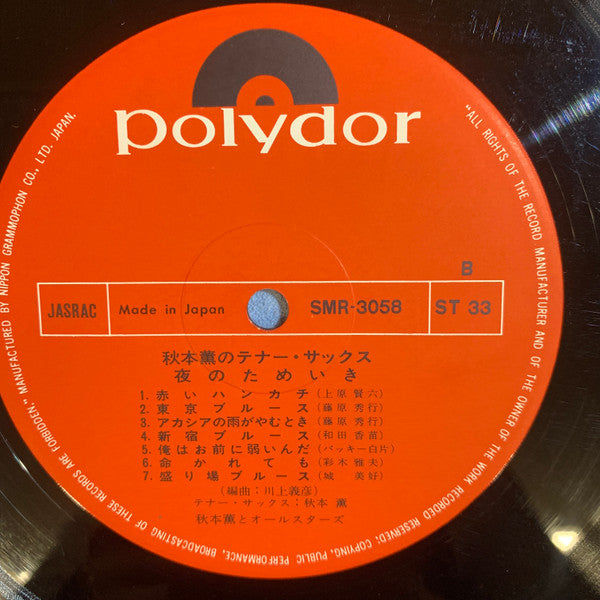 polydor
B
JASRAC
Made in Japan
SMR-3058
ST 33
秋本薫のテナー・サックス
夜のためいき
1. 赤いハンカチ (上原賢六)
2. 東京ブルース (藤原秀行)
3. アカシアの雨がやむとき (藤原秀行)
4. 新宿ブルース (和田香苗)
5. 俺はお前に弱いんだ (バッキー白片)
6. 命かれても (彩木雅夫)
7. 盛り場ブルース (城 美好)
(編曲:川上義彦)
テナー・サックス:秋本 薫
秋本薫とオールスターズ
"ALL RIGHTS OF THE RECORD MANUFACTURER AND OF THE OWNER OF THE WORK RECORDED RESERVED; COPYING, PUBLIC PERFORMANCE, BROADCASTING OF THESE RECORDS ARE FORBIDDEN." MANUFACTURED BY NIPPON GRAMMOPHON CO., LTD. JAPAN.